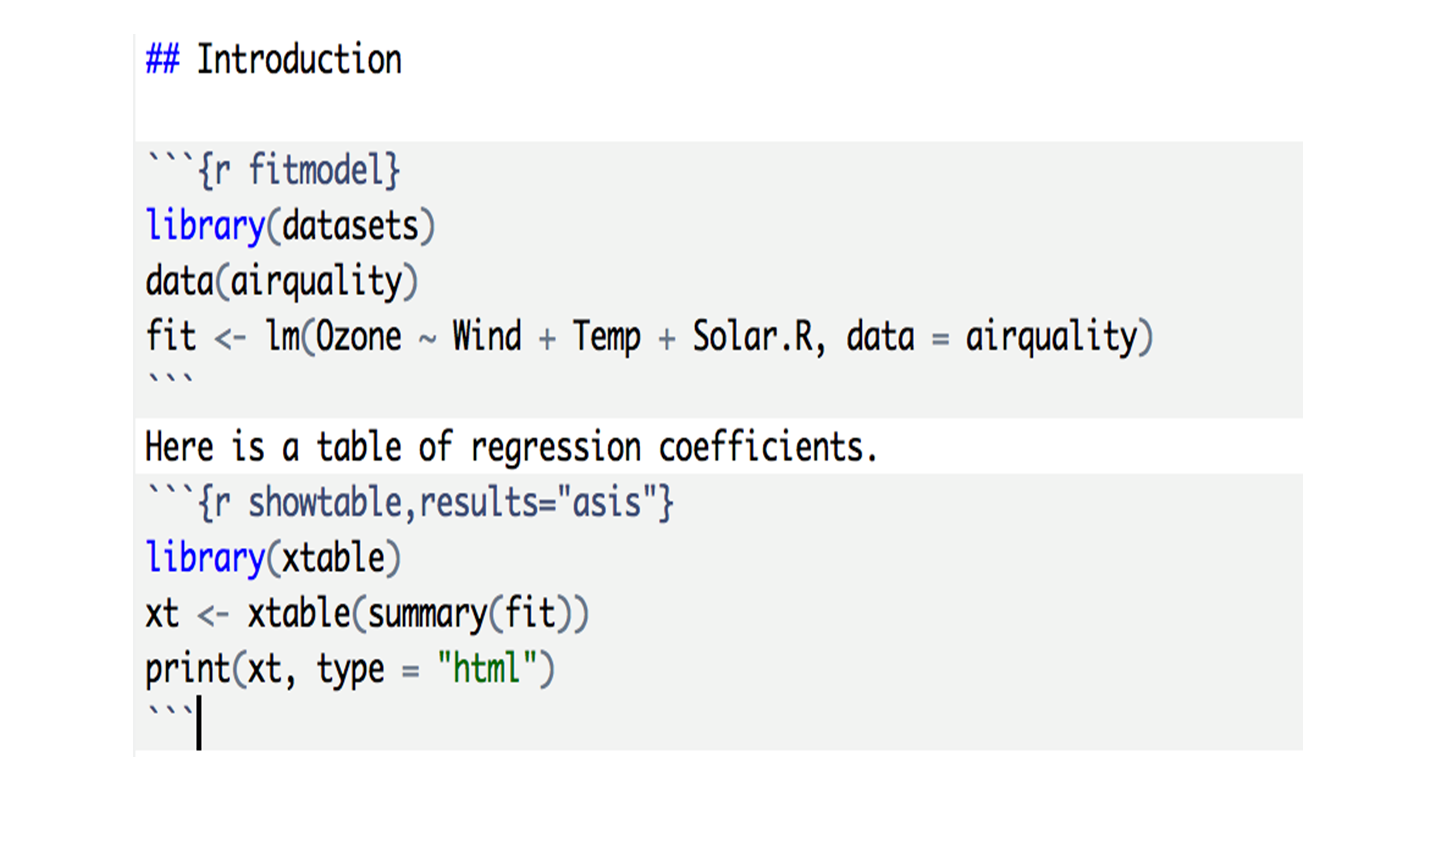 ## Introduction
```{r fitmodel}
library(datasets)
data(airquality)
fit <- lm(Ozone ~ Wind + Temp + Solar.R, data = airquality)
```
Here is a table of regression coefficients.
```{r showtable,results="asis"}
library(xtable)
xt <- xtable(summary(fit))
print(xt, type = "html")
```